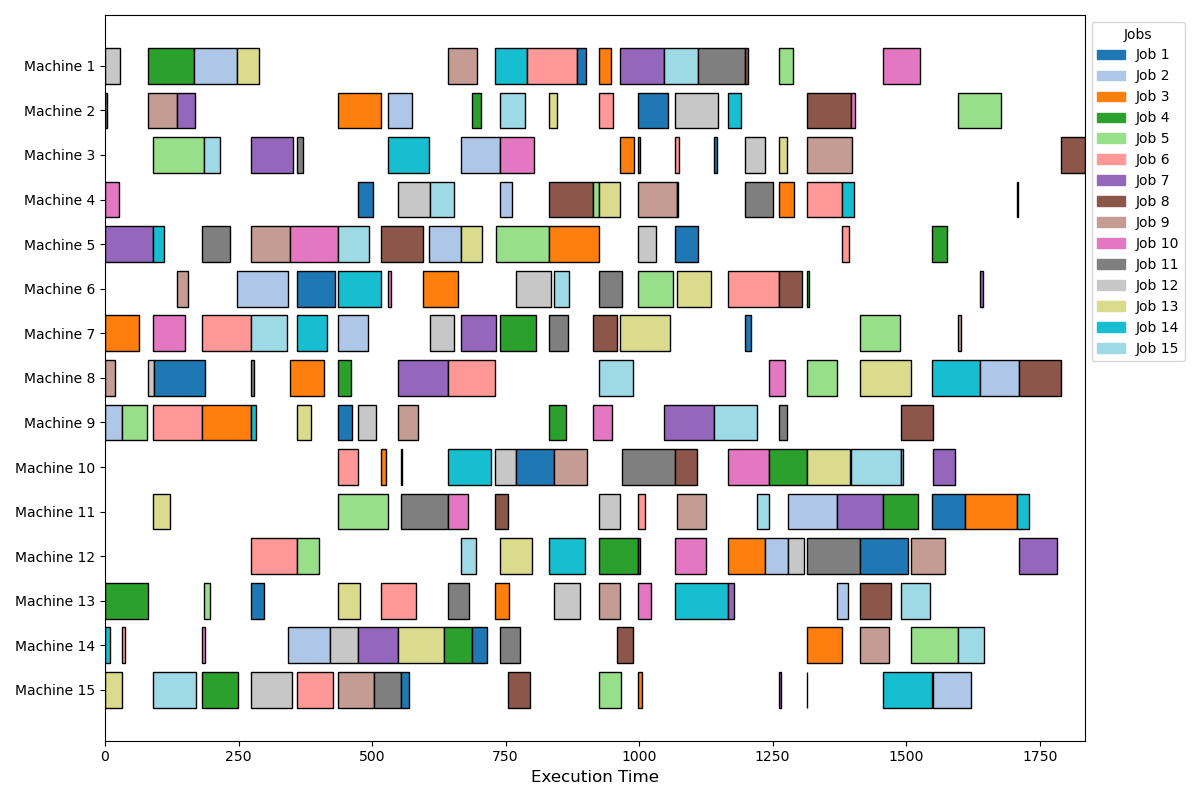 Machine 1
Machine 2
Machine 3
Machine 4
Machine 5
Machine 6
Machine 7
Machine 8
Machine 9
Machine 10
Machine 11
Machine 12
Machine 13
Machine 14
Machine 15
0 250 500 750 1000 1250 1500 1750
Execution Time
Jobs
Job 1
Job 2
Job 3
Job 4
Job 5
Job 6
Job 7
Job 8
Job 9
Job 10
Job 11
Job 12
Job 13
Job 14
Job 15